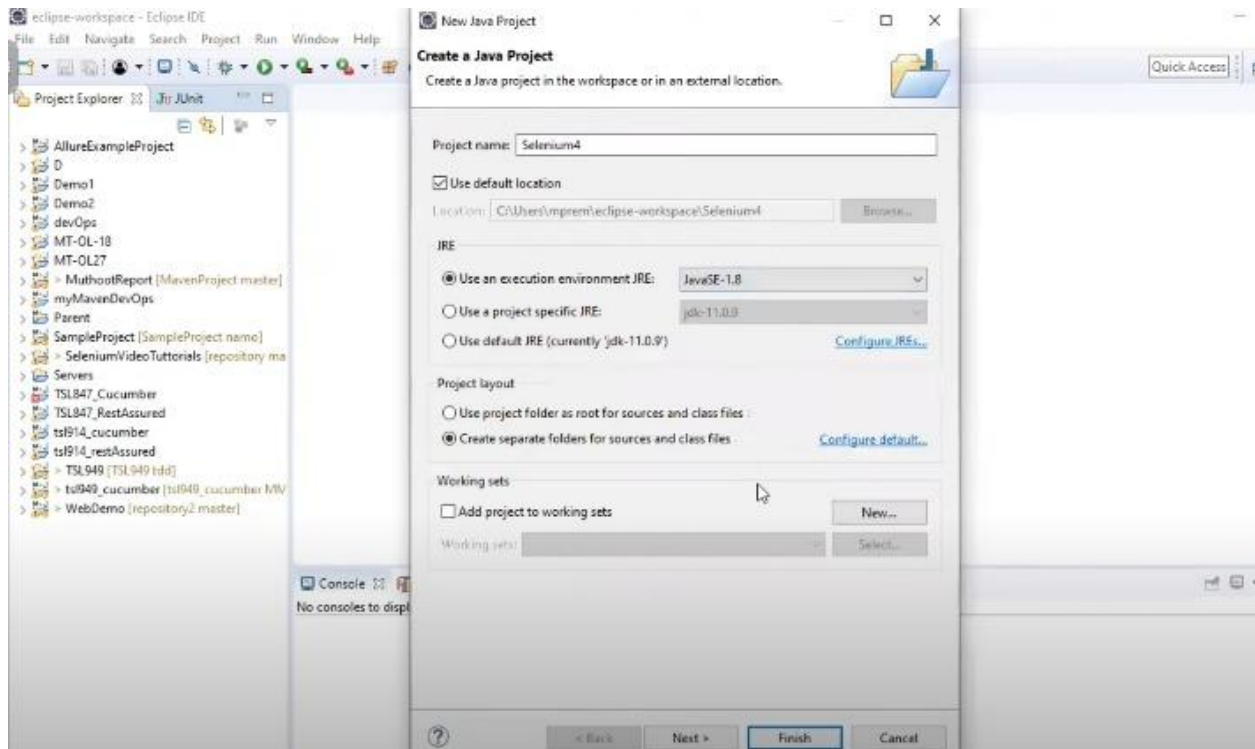 eclipse-workspace - Eclipse IDE
File Edit Navigate Search Project Run Window Help
Quick Access
Project Explorer JUnit
AllureExampleProject
D
Demo1
Demo2
devOps
MT-OL-18
MT-OL27
> MuthootReport [MavenProject master]
myMavenDevOps
Parent
SampleProject [SampleProject namo]
> SeleniumVideoTuttorials [repository ma
Servers
TSL847_Cucumber
TSL847_RestAssured
tsl914_cucumber
tsl914_restAssured
> TSL949 [TSL949 tdd]
> tsl949_cucumber [tsl949_cucumber
> WebDemo [repository2 master]
Console
No consoles to displ
New Java Project
Create a Java Project
Create a Java project in the workspace or in an external location.
Project name: Selenium4
Use default location
Location: C:\Users\mprem\eclipse-workspace\Selenium4 Browse...
JRE
Use an execution environment JRE: JavaSE-1.8
Use a project specific JRE: jdk-11.0.9
Use default JRE (currently 'jdk-11.0.9') Configure JREs...
Project layout
Use project folder as root for sources and class files
Create separate folders for sources and class files Configure default...
Working sets
Add project to working sets New...
Working sets: Select...
? < Back Next > Finish Cancel